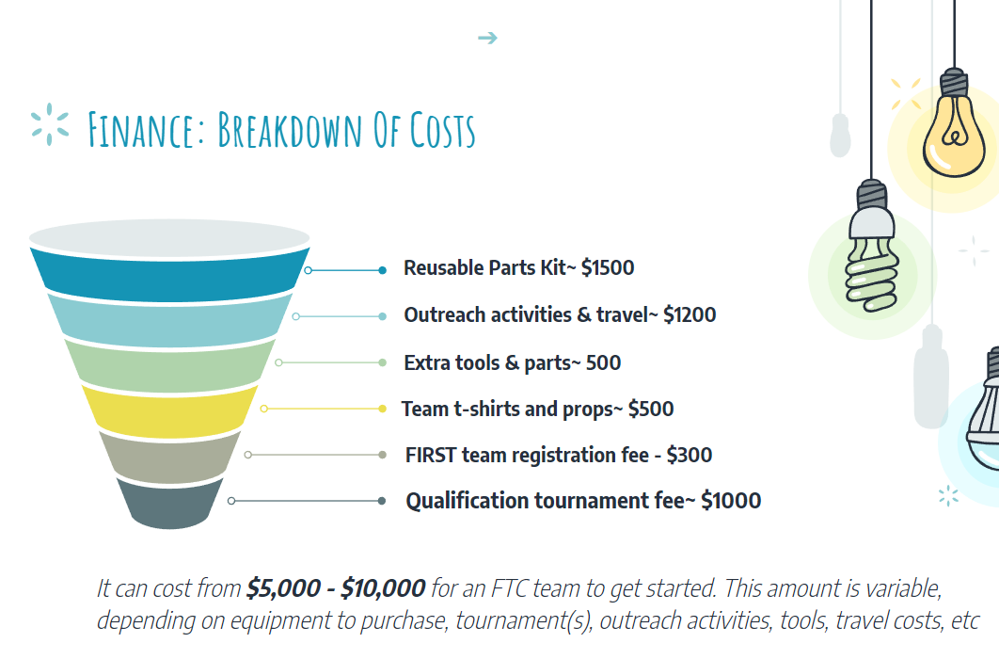 Finance: Breakdown Of Costs
Reusable Parts Kit~ $1500
Outreach activities & travel~ $1200
Extra tools & parts~ 500
Team t-shirts and props~ $500
FIRST team registration fee - $300
Qualification tournament fee~ $1000
It can cost from $5,000 - $10,000 for an FTC team to get started. This amount is variable,
depending on equipment to purchase, tournament(s), outreach activities, tools, travel costs, etc